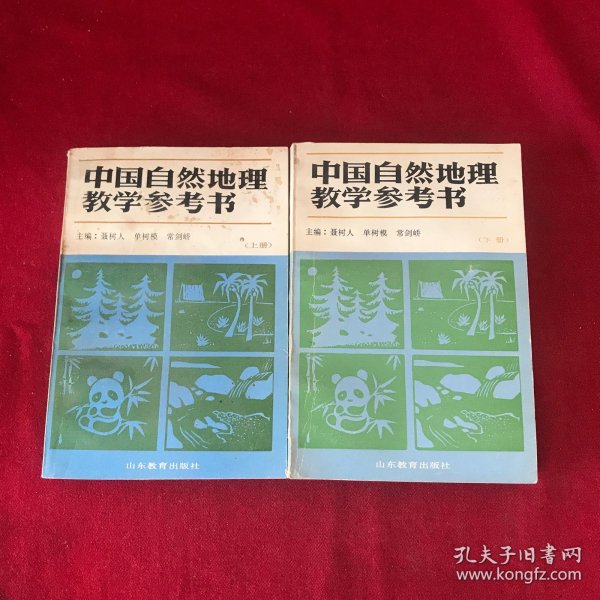 中国自然地理
教学参考书
主编：聂树人 单树模 常剑峤
（上册）
山东教育出版社
中国自然地理
教学参考书
主编：聂树人 单树模 常剑峤
（下册）
山东教育出版社
孔夫子旧书网
www.kongfz.com